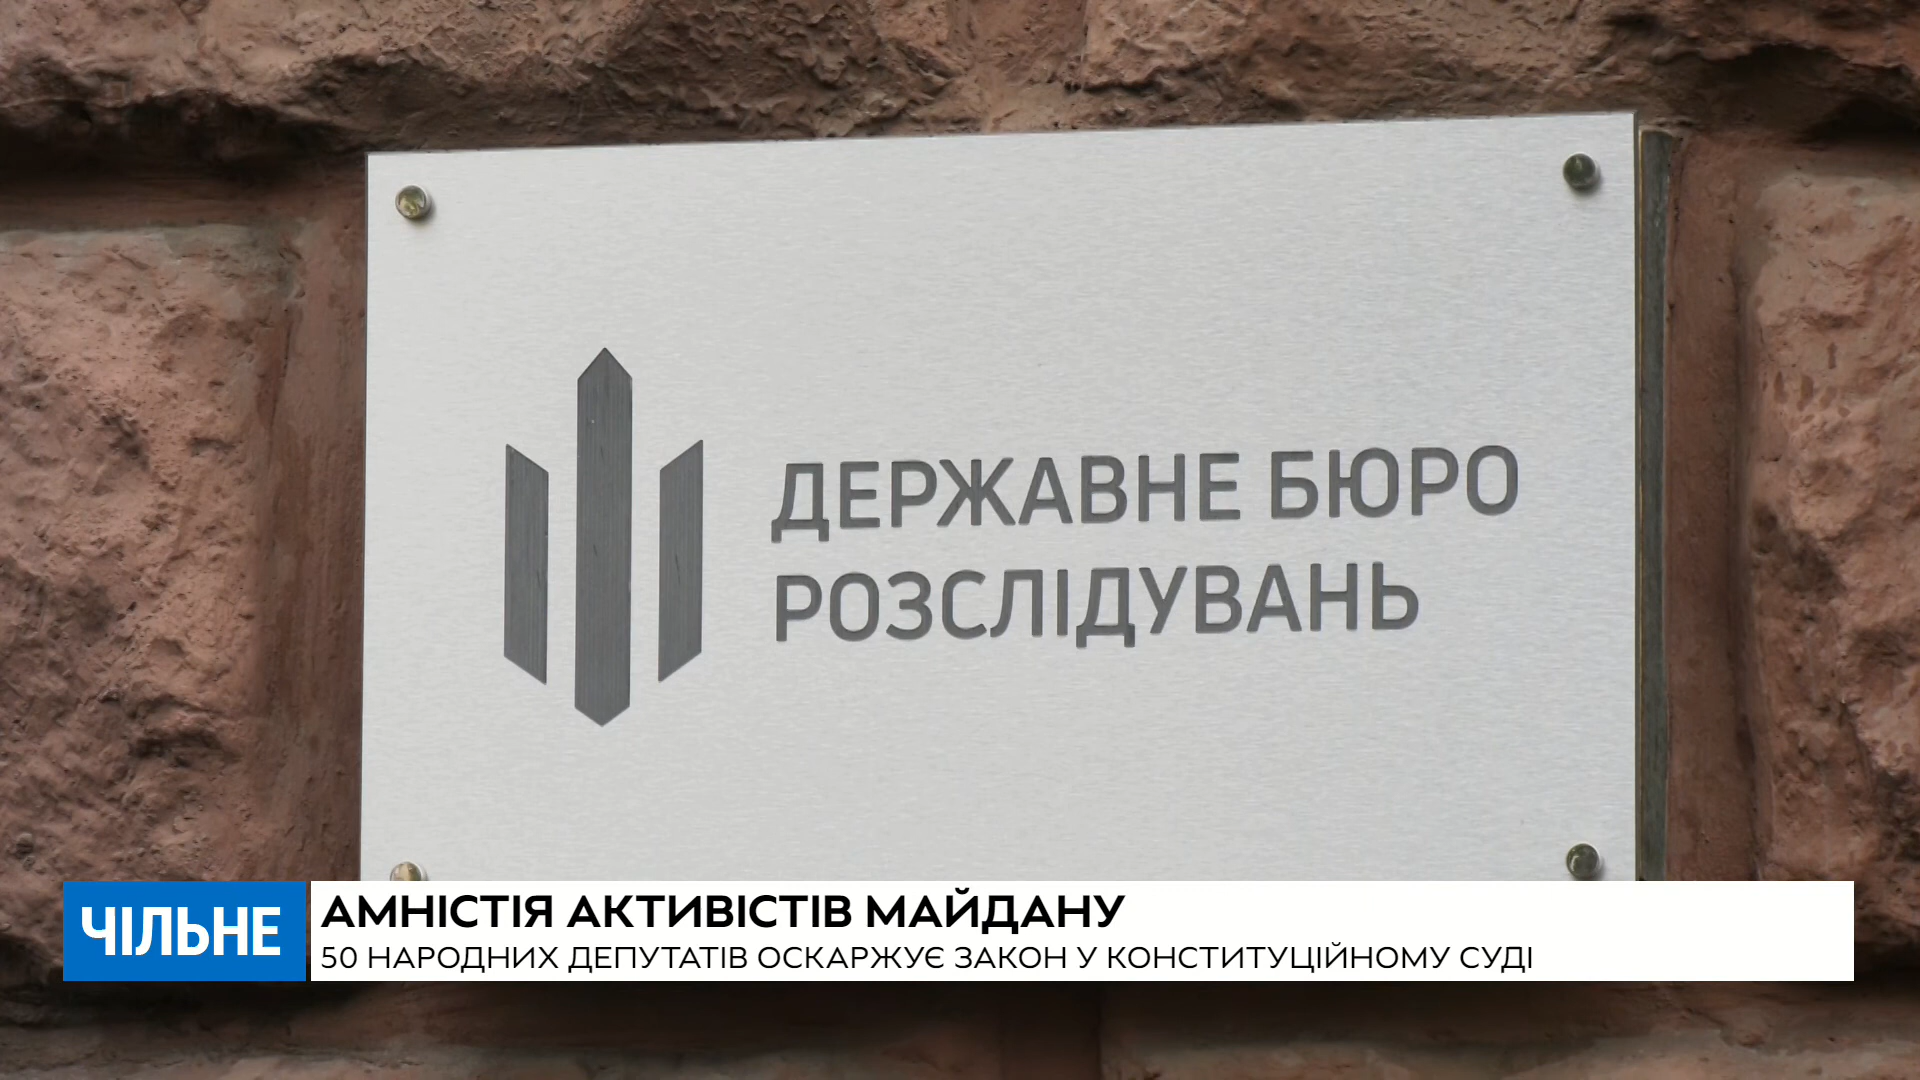 ДЕРЖАВНЕ БЮРО
РОЗСЛІДУВАНЬ
ЧІЛЬНЕ
АМНІСТІЯ АКТИВІСТІВ МАЙДАНУ
50 НАРОДНИХ ДЕПУТАТІВ ОСКАРЖУЄ ЗАКОН У КОНСТИТУЦІЙНОМУ СУДІ